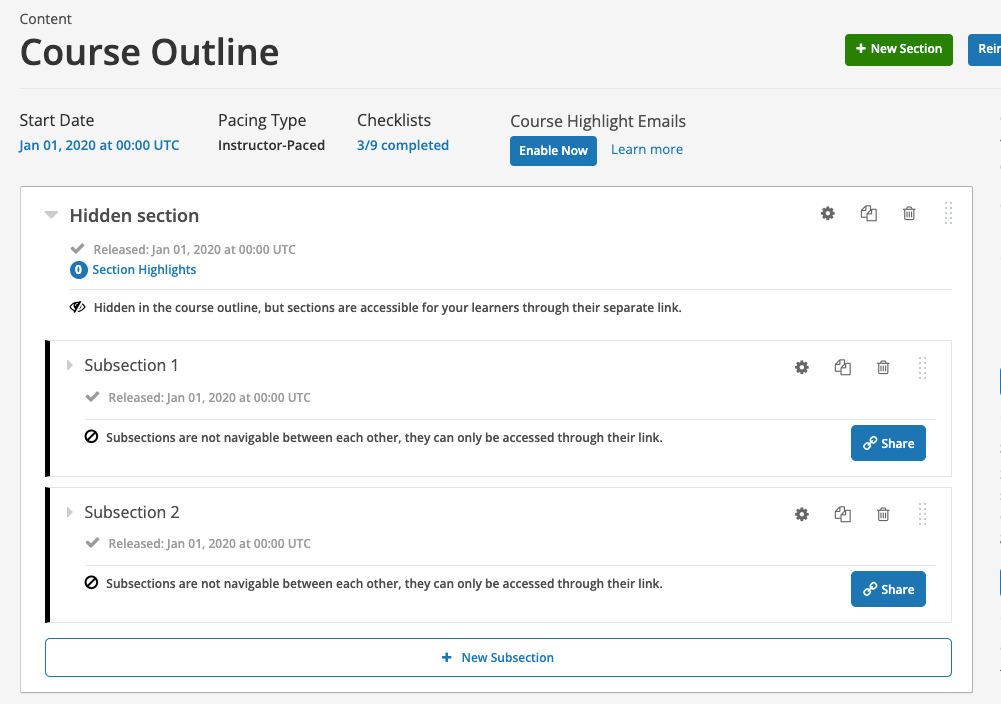 Content
Course Outline
+ New Section
Rei
Start Date
Pacing Type
Checklists
Course Highlight Emails
Jan 01, 2020 at 00:00 UTC
Instructor-Paced
3/9 completed
Enable Now
Learn more
Hidden section
Released: Jan 01, 2020 at 00:00 UTC
0 Section Highlights
Hidden in the course outline, but sections are accessible for your learners through their separate link.
Subsection 1
Released: Jan 01, 2020 at 00:00 UTC
Subsections are not navigable between each other, they can only be accessed through their link.
Share
Subsection 2
Released: Jan 01, 2020 at 00:00 UTC
Subsections are not navigable between each other, they can only be accessed through their link.
Share
+ New Subsection